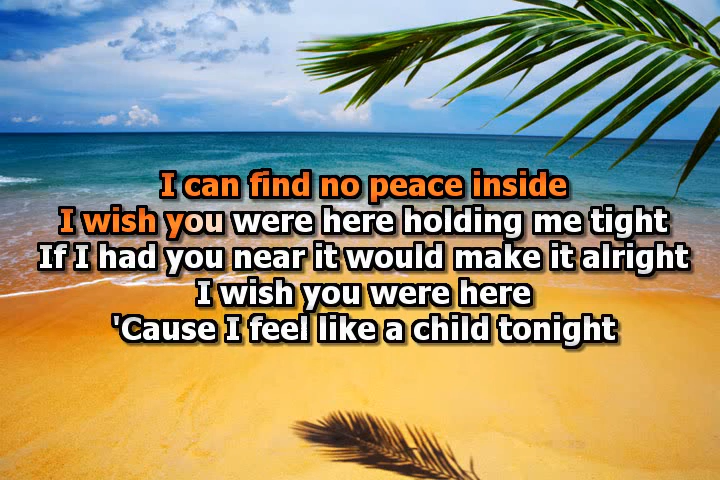 I can find no peace inside
I wish you were here holding me tight
If I had you near it would make it alright
I wish you were here
'Cause I feel like a child tonight